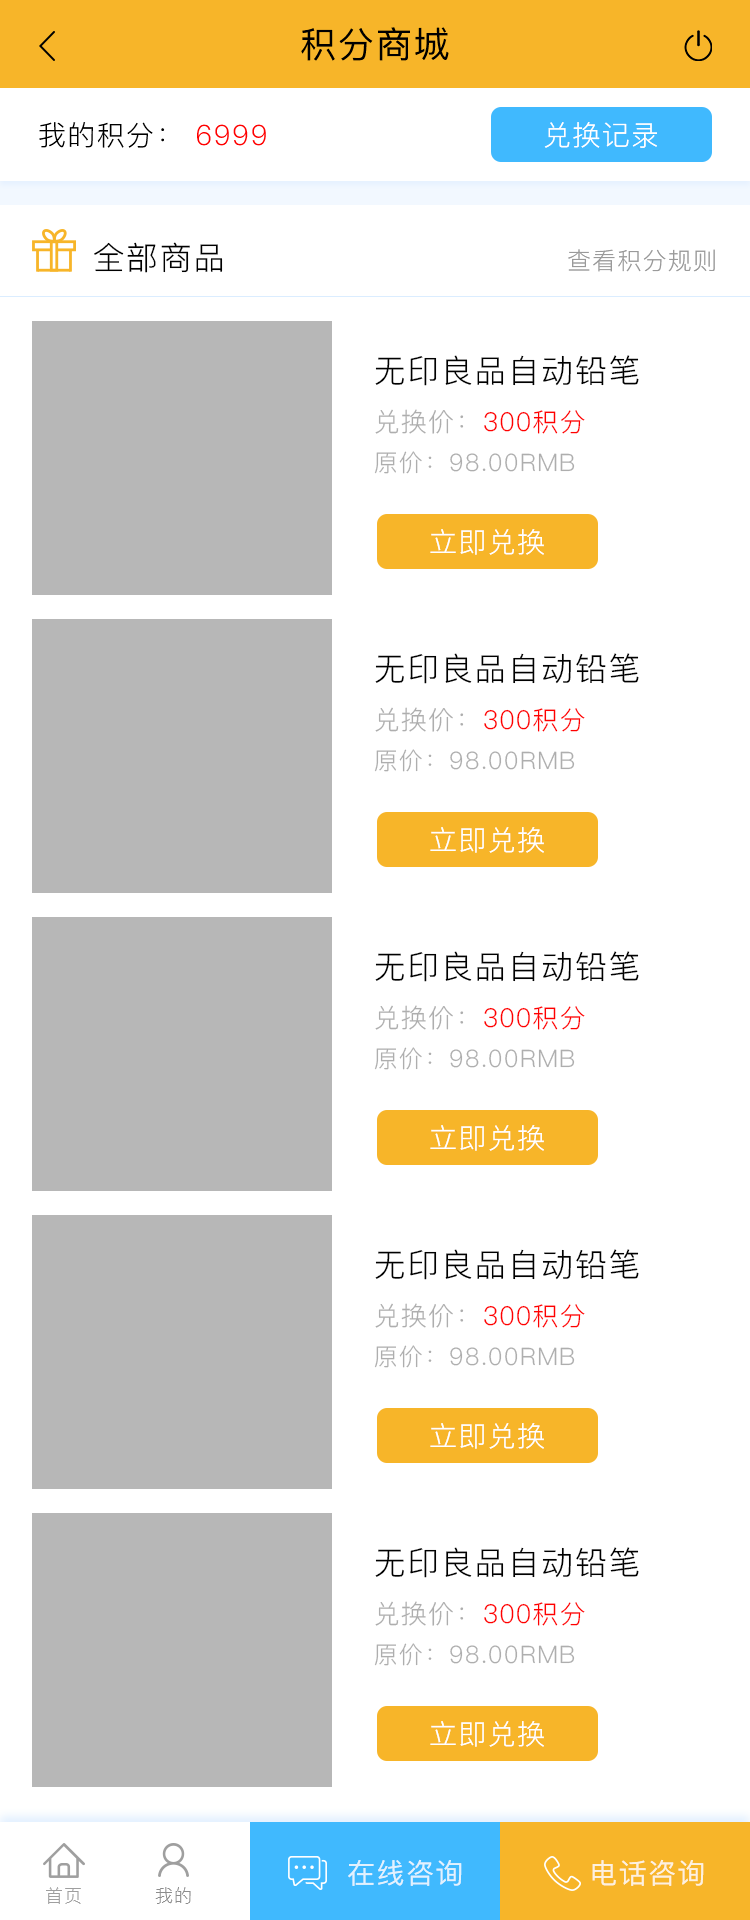 积分商城
我的积分： 6999
兑换记录
全部商品
查看积分规则
无印良品自动铅笔
兑换价：300积分
原价：98.00RMB
立即兑换
无印良品自动铅笔
兑换价：300积分
原价：98.00RMB
立即兑换
无印良品自动铅笔
兑换价：300积分
原价：98.00RMB
立即兑换
无印良品自动铅笔
兑换价：300积分
原价：98.00RMB
立即兑换
无印良品自动铅笔
兑换价：300积分
原价：98.00RMB
立即兑换
首页
我的
在线咨询
电话咨询